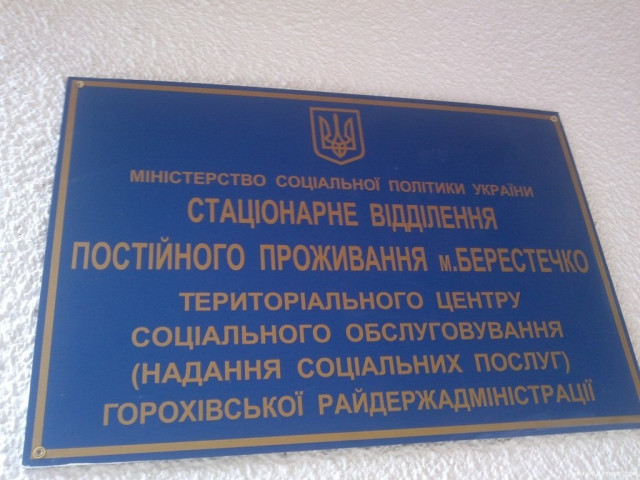 МІНІСТЕРСТВО СОЦІАЛЬНОЇ ПОЛІТИКИ УКРАЇНИ
СТАЦІОНАРНЕ ВІДДІЛЕННЯ
ПОСТІЙНОГО ПРОЖИВАННЯ м.БЕРЕСТЕЧКО
ТЕРИТОРІАЛЬНОГО ЦЕНТРУ
СОЦІАЛЬНОГО ОБСЛУГОВУВАННЯ
(НАДАННЯ СОЦІАЛЬНИХ ПОСЛУГ)
ГОРОХІВСЬКОЇ РАЙДЕРЖАДМІНІСТРАЦІЇ